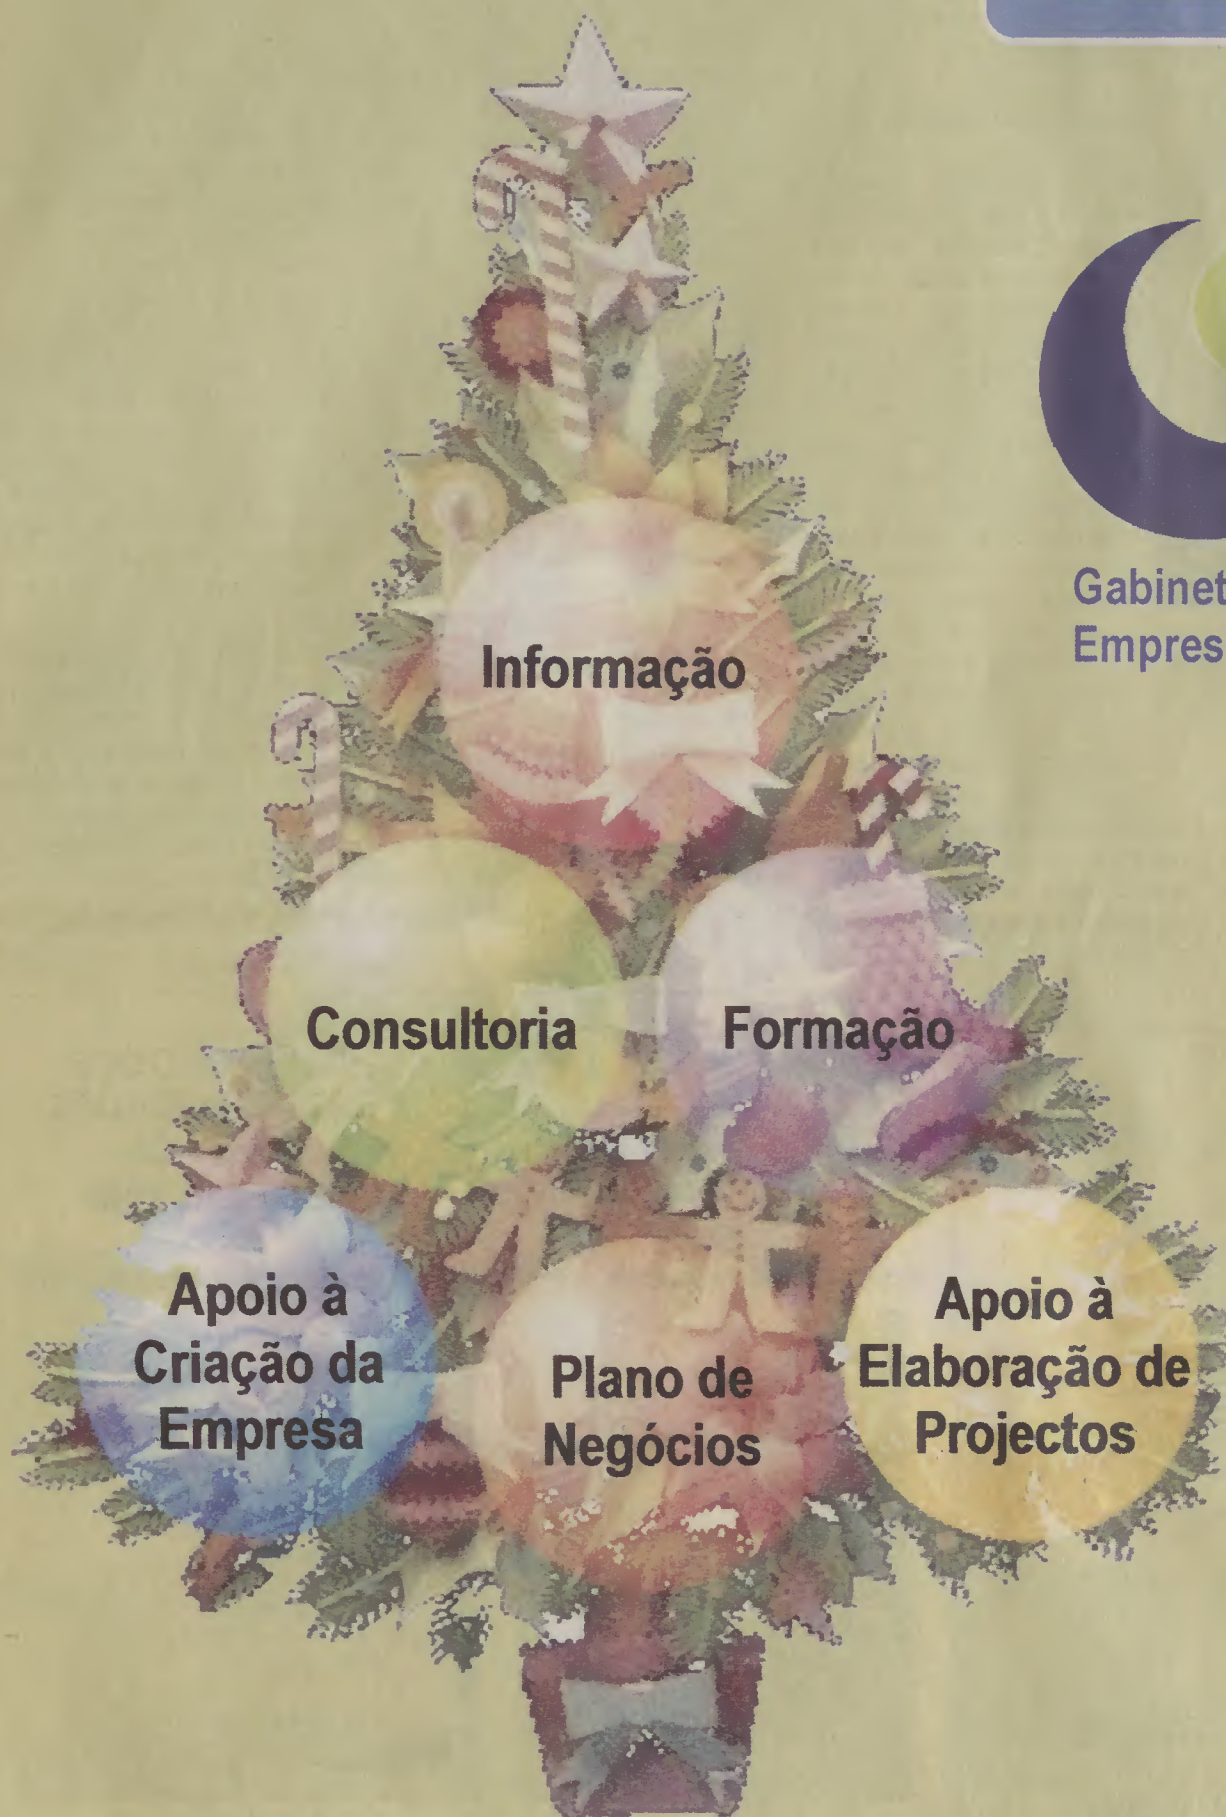 Gabinet
Empres
Informação
Consultoria
Formação
Apoio à
Criação da
Empresa
Plano de
Negócios
Apoio à
Elaboração de
Projectos